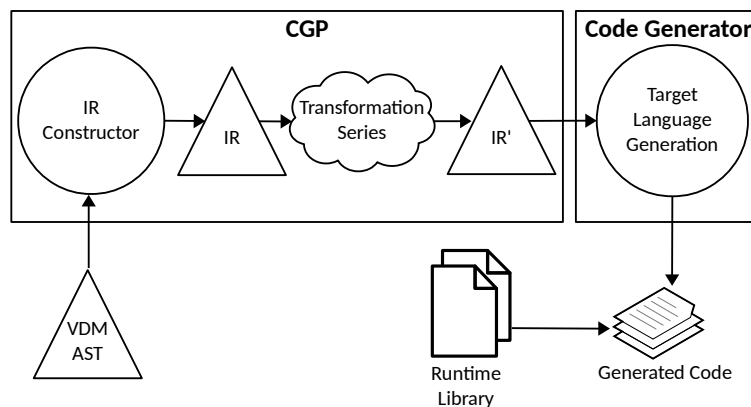 CGP
Code Generator
IR
Constructor
IR
Transformation
Series
IR'
Target
Language
Generation
VDM
AST
Runtime
Library
Generated Code